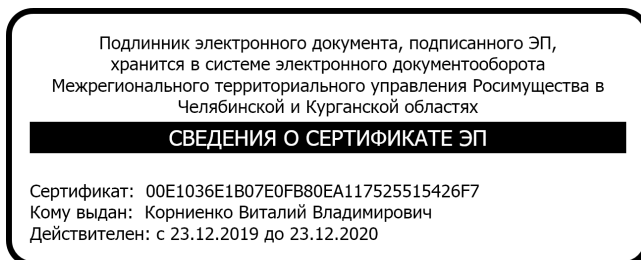 Подлинник электронного документа, подписанного ЭП,
хранится в системе электронного документооборота
Межрегионального территориального управления Росимущества в
Челябинской и Курганской областях
СВЕДЕНИЯ О СЕРТИФИКАТЕ ЭП
Сертификат: 00E1036E1B07E0FB80EA117525515426F7
Кому выдан: Корниенко Виталий Владимирович
Действителен: с 23.12.2019 до 23.12.2020